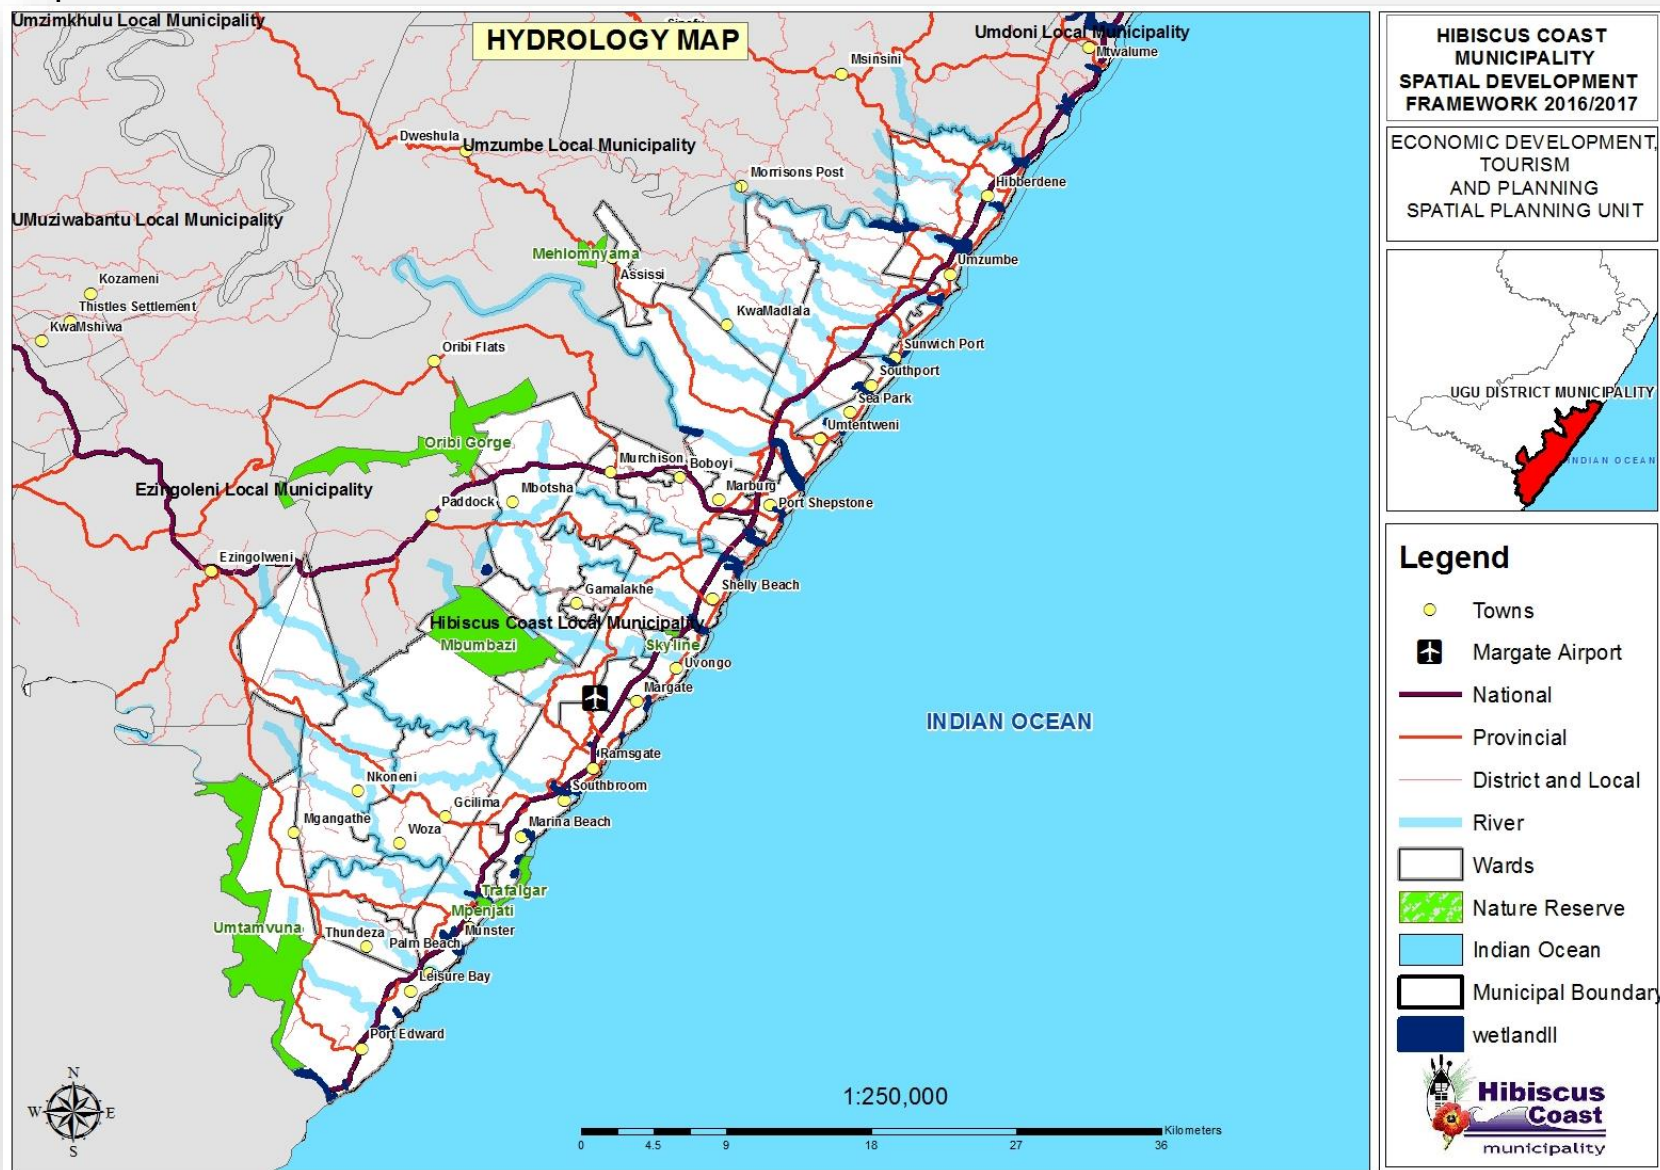 Umzimkhulu Local Municipality
HYDROLOGY MAP
Umdoni Local Municipality
Mtwalume
Msinsini
Dweshula
Umzumbe Local Municipality
Morrisons Post
Hibberdene
UMuziwabantu Local Municipality
Mehlomnyama
Assissi
Umzumbe
Kozameni
Thistles Settlement
KwaMshiwa
KwaMadlala
Oribi Flats
Sunwich Port
Southport
Sea Park
Umtentweni
Oribi Gorge
Murchison
Boboyi
Ezingoleni Local Municipality
Paddock
Mbotsha
Marburg
Port Shepstone
Ezingolweni
Gamalakhe
Shelly Beach
Hibiscus Coast Local Municipality
Mbumbazi
Skyline
Uvongo
Margate
INDIAN OCEAN
Ramsgate
Nkoneni
Southbroom
Gcilima
Mgangathe
Woza
Marina Beach
Trafalgar
Mpenjati
Umtamvuna
Thundeza
Palm Beach
Munster
Leisure Bay
Port Edward
N
W
E
S
1:250,000
Kilometers
0 4.5 9 18 27 36
HIBISCUS COAST
MUNICIPALITY
SPATIAL DEVELOPMENT
FRAMEWORK 2016/2017
ECONOMIC DEVELOPMENT,
TOURISM
AND PLANNING
SPATIAL PLANNING UNIT
UGU DISTRICT MUNICIPALITY
INDIAN OCEAN
Legend
Towns
Margate Airport
National
Provincial
District and Local
River
Wards
Nature Reserve
Indian Ocean
Municipal Boundary
wetlandll
Hibiscus
Coast
municipality